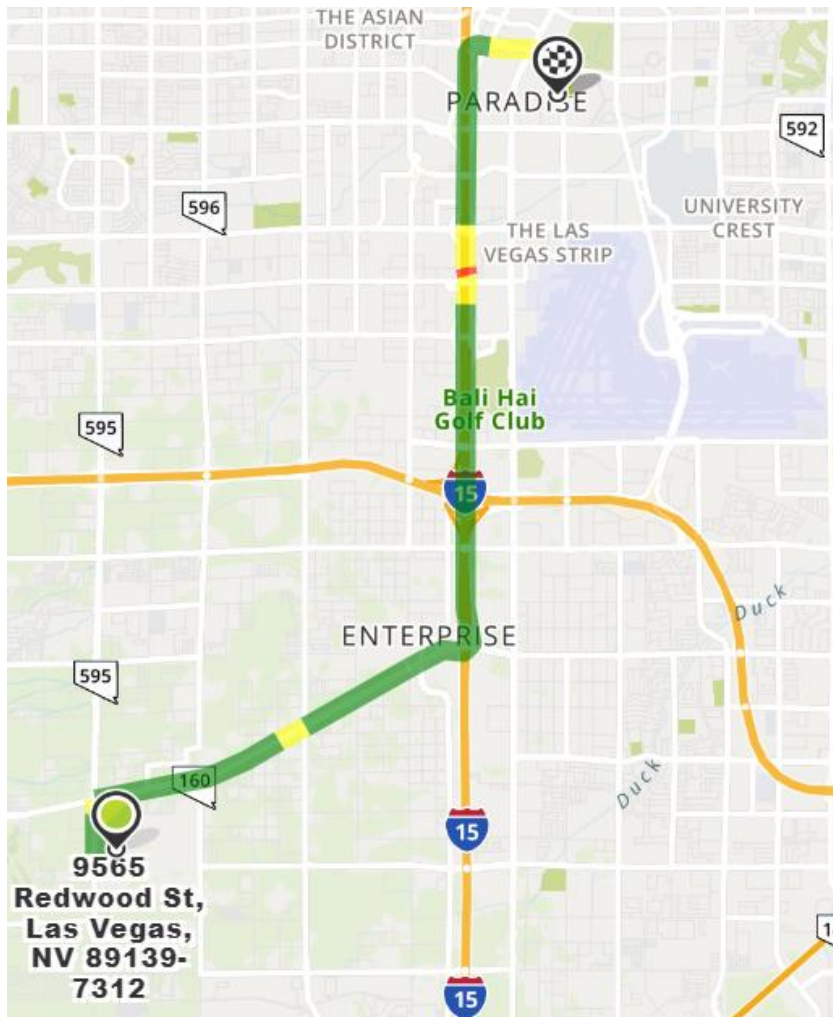 THE ASIAN
DISTRICT
PARADISE
592
596
UNIVERSITY
CREST
THE LAS
VEGAS STRIP
Bali Hai
Golf Club
595
15
Duck
ENTERPRISE
595
160
Duck
15
9565
Redwood St,
Las Vegas,
NV 89139-
7312
15